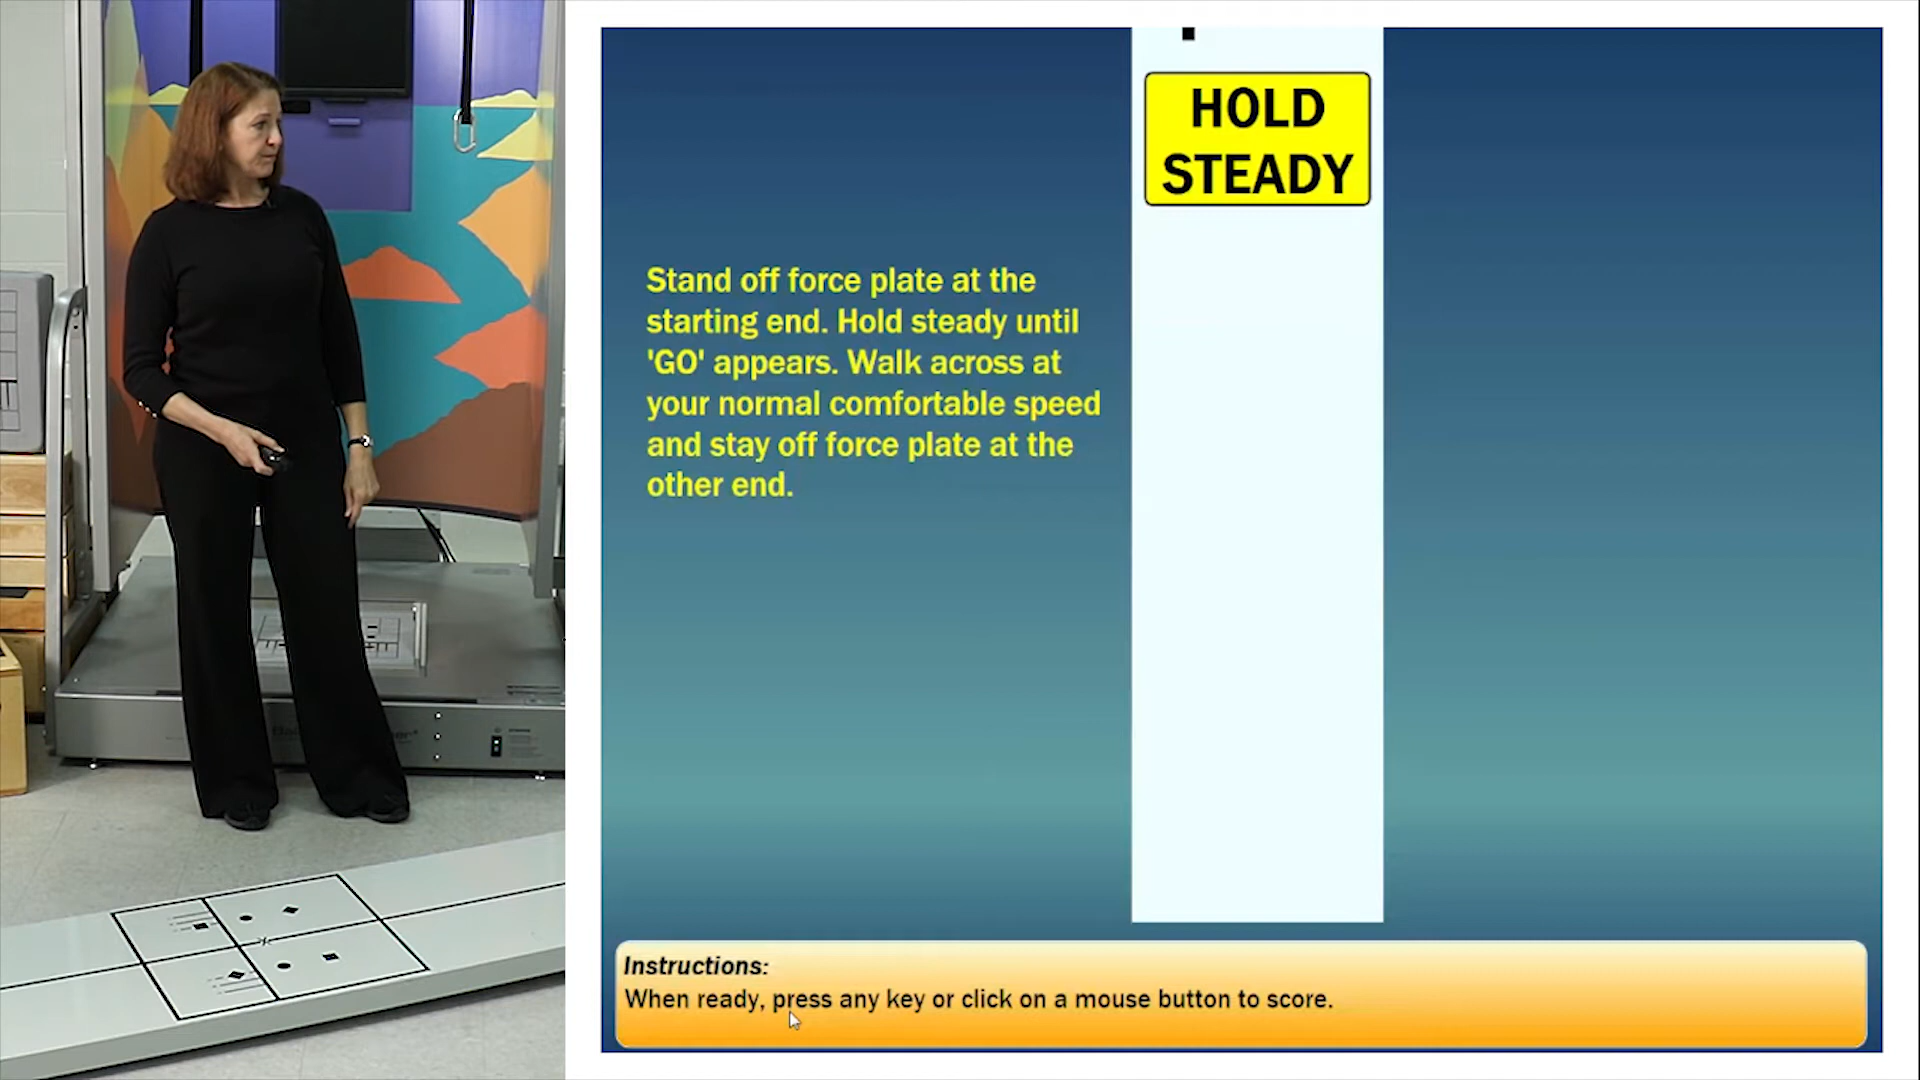 HOLD
STEADY
Stand off force plate at the
starting end. Hold steady until
'GO' appears. Walk across at
your normal comfortable speed
and stay off force plate at the
other end.
Instructions:
When ready, press any key or click on a mouse button to score.